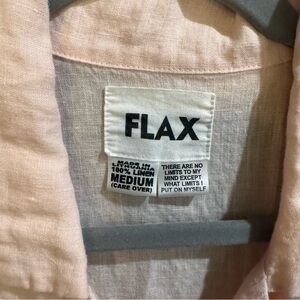 FLAX
MADE IN
LITHUANIA
100% LINEN
MEDIUM
(CARE OVER)
THERE ARE NO
LIMITS TO MY
MIND EXCEPT
WHAT LIMITS I
PUT ON MYSELF